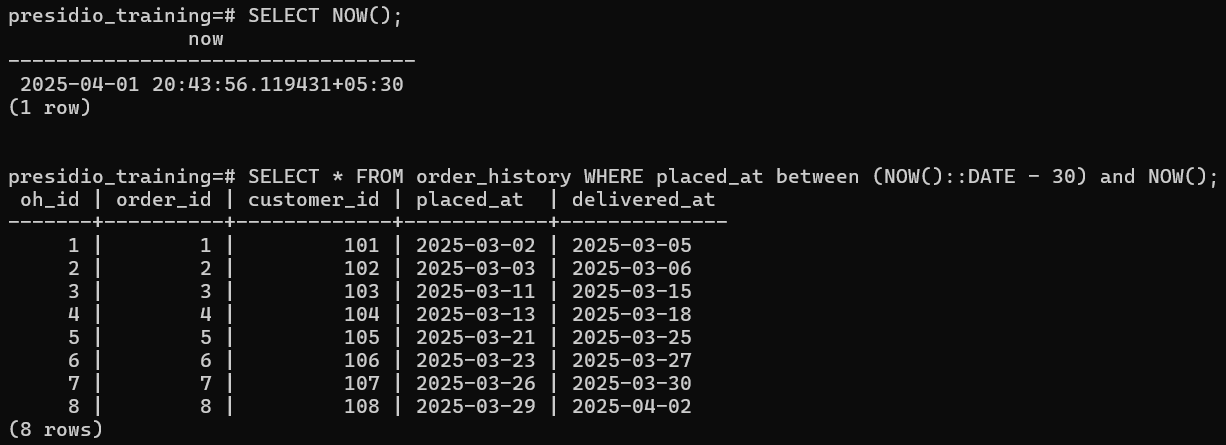 presidio_training=# SELECT NOW();
               now
----------------------------------
 2025-04-01 20:43:56.119431+05:30
(1 row)
presidio_training=# SELECT * FROM order_history WHERE placed_at between (NOW()::DATE - 30) and NOW();
 oh_id | order_id | customer_id | placed_at  | delivered_at
-------+----------+-------------+------------+--------------
     1 |        1 |         101 | 2025-03-02 | 2025-03-05
     2 |        2 |         102 | 2025-03-03 | 2025-03-06
     3 |        3 |         103 | 2025-03-11 | 2025-03-15
     4 |        4 |         104 | 2025-03-13 | 2025-03-18
     5 |        5 |         105 | 2025-03-21 | 2025-03-25
     6 |        6 |         106 | 2025-03-23 | 2025-03-27
     7 |        7 |         107 | 2025-03-26 | 2025-03-30
     8 |        8 |         108 | 2025-03-29 | 2025-04-02
(8 rows)